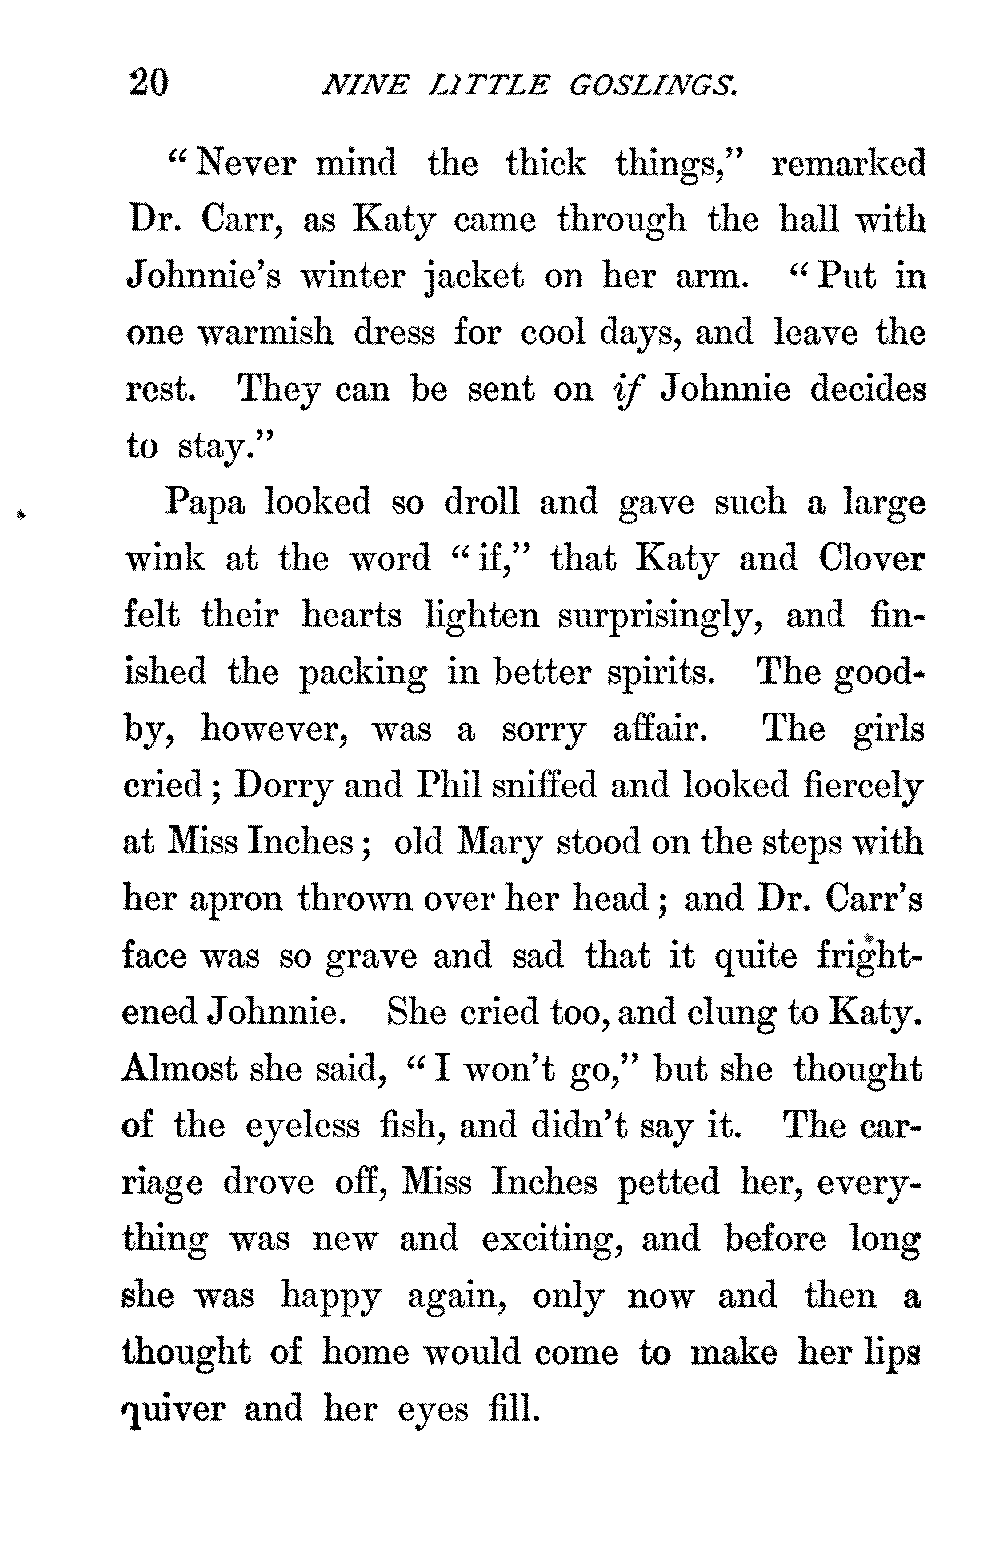 20 NINE LITTLE GOSLINGS.
“Never mind the thick things,” remarked
Dr. Carr, as Katy came through the hall with
Johnnie’s winter jacket on her arm. “Put in
one warmish dress for cool days, and leave the
rest. They can be sent on if Johnnie decides
to stay.”
Papa looked so droll and gave such a large
wink at the word “if,” that Katy and Clover
felt their hearts lighten surprisingly, and fin-
ished the packing in better spirits. The good-
by, however, was a sorry affair. The girls
cried; Dorry and Phil sniffed and looked fiercely
at Miss Inches; old Mary stood on the steps with
her apron thrown over her head; and Dr. Carr’s
face was so grave and sad that it quite fright-
ened Johnnie. She cried too, and clung to Katy.
Almost she said, “I won’t go,” but she thought
of the eyeless fish, and didn’t say it. The car-
riage drove off, Miss Inches petted her, every-
thing was new and exciting, and before long
she was happy again, only now and then a
thought of home would come to make her lips
quiver and her eyes fill.